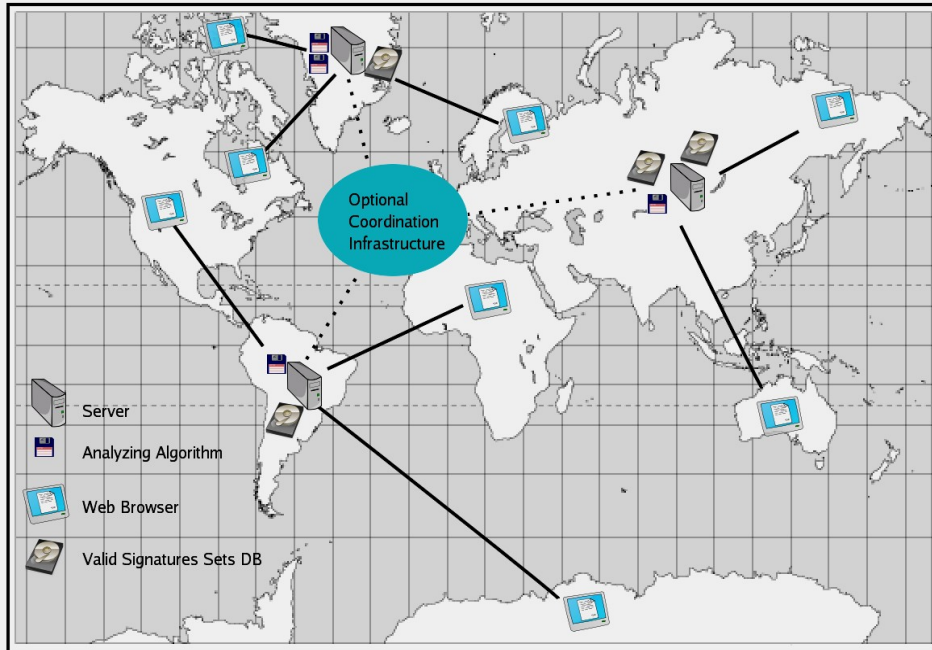 Optional
Coordination
Infrastructure
Server
Analyzing Algorithm
Web Browser
Valid Signatures Sets DB